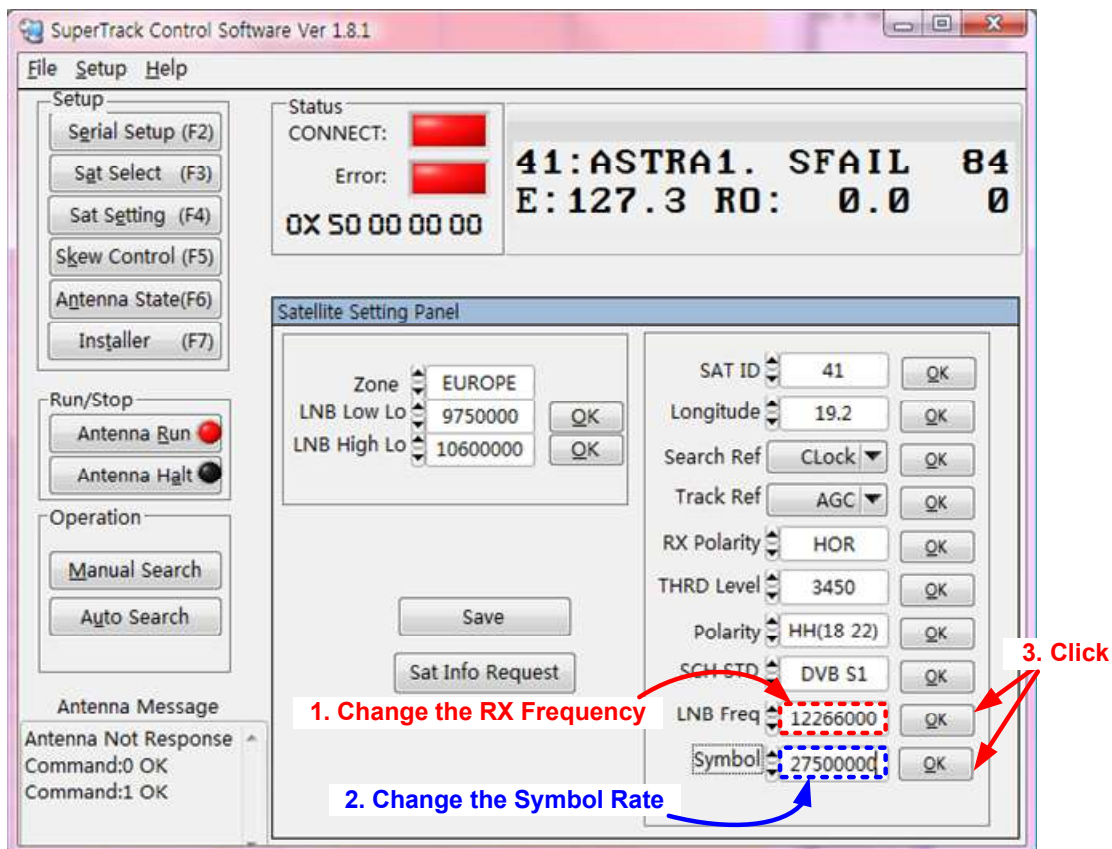 SuperTrack Control Software Ver 1.8.1
File Setup Help
Setup
Serial Setup (F2)
Sat Select (F3)
Sat Setting (F4)
Skew Control (F5)
Antenna State(F6)
Installer (F7)
Run/Stop
Antenna Run
Antenna Halt
Operation
Manual Search
Auto Search
Antenna Message
Antenna Not Response
Command:0 OK
Command:1 OK
Status
CONNECT:
Error:
0X 50 00 00 00
41:ASTRA1. SFAIL 84
E:127.3 RO: 0.0 0
Satellite Setting Panel
Zone EUROPE
LNB Low Lo 9750000 OK
LNB High Lo 10600000 OK
Save
Sat Info Request
SAT ID 41 OK
Longitude 19.2 OK
Search Ref CLock OK
Track Ref AGC OK
RX Polarity HOR OK
THRD Level 3450 OK
Polarity HH(18 22) OK
SCH STD DVB S1 OK
LNB Freq 12266000 OK
Symbol 27500000 OK
1. Change the RX Frequency
2. Change the Symbol Rate
3. Click